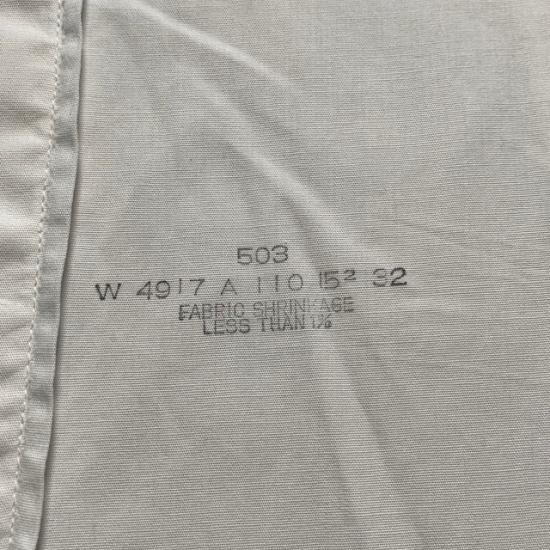 503
W 4917 A 110 15² 32
FABRIC SHRINKAGE
LESS THAN 1%